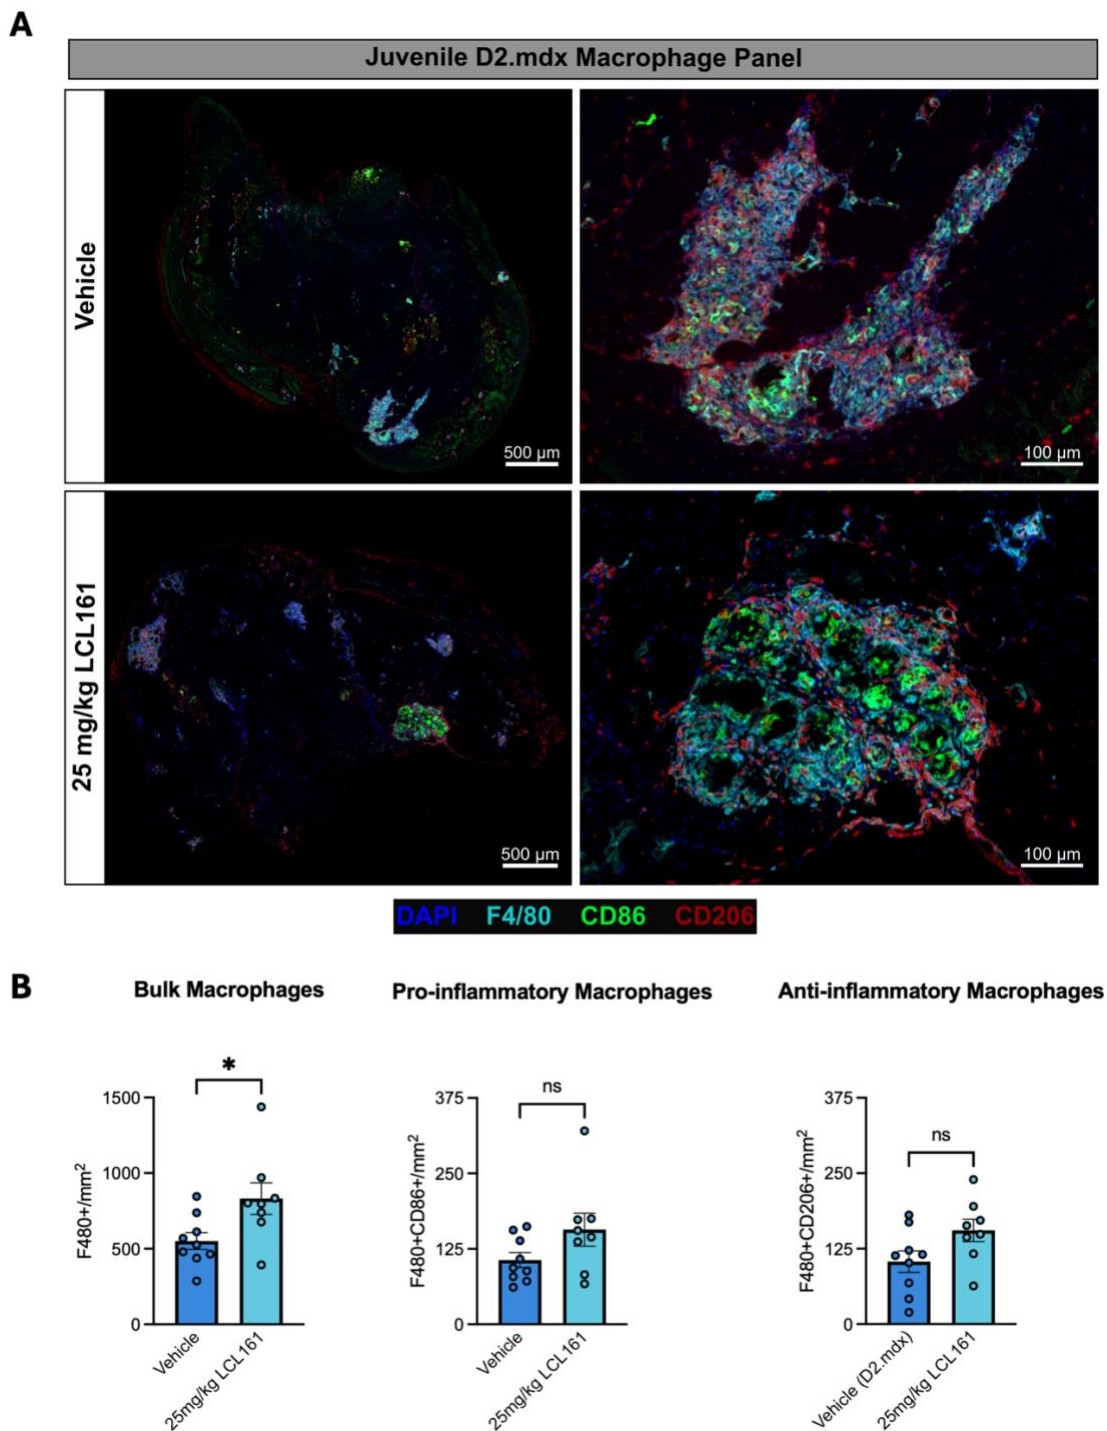 A
Juvenile D2.mdx Macrophage Panel
Vehicle
500 µm
100 µm
25 mg/kg LCL161
500 µm
100 µm
DAPI F4/80 CD86 CD206
B
Bulk Macrophages
Pro-inflammatory Macrophages
Anti-inflammatory Macrophages
F480+/mm²
1500
1000
500
0
*
Vehicle
25mg/kg LCL161
F480+CD86+/mm²
375
250
125
0
ns
Vehicle
25mg/kg LCL161
F480+CD206+/mm²
375
250
125
0
ns
Vehicle (D2.mdx)
25mg/kg LCL161